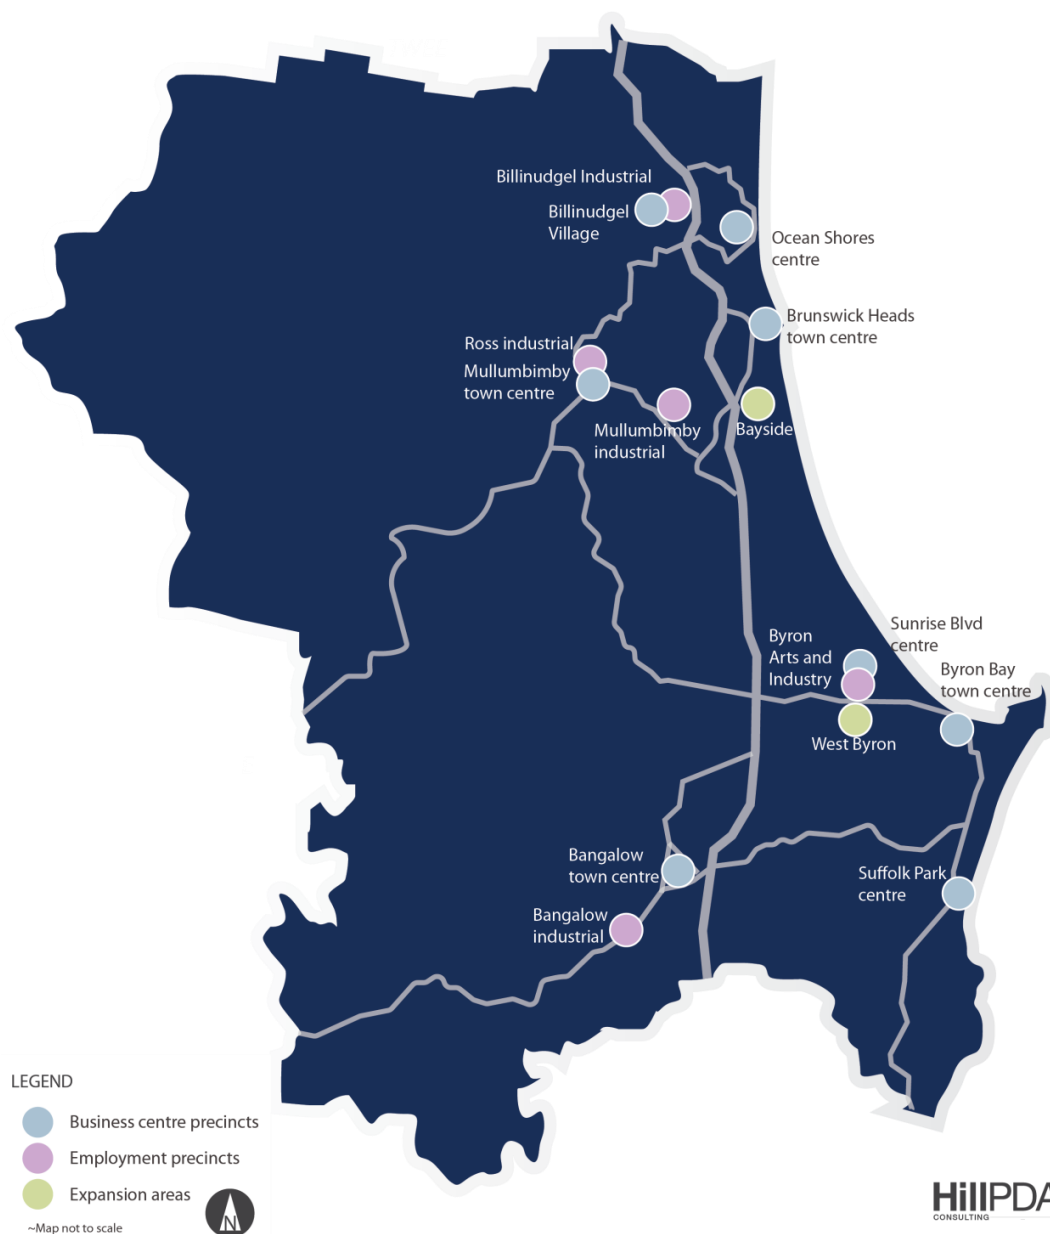 Billinudgel Industrial
Billinudgel
Village
Ocean Shores
centre
Brunswick Heads
town centre
Ross industrial
Mullumbimby
town centre
Mullumbimby
industrial
Bayside
Sunrise Blvd
centre
Byron
Arts and
Industry
Byron Bay
town centre
West Byron
Bangalow
town centre
Suffolk Park
centre
Bangalow
industrial
LEGEND
Business centre precincts
Employment precincts
Expansion areas
~Map not to scale
N
HillPDA
CONSULTING